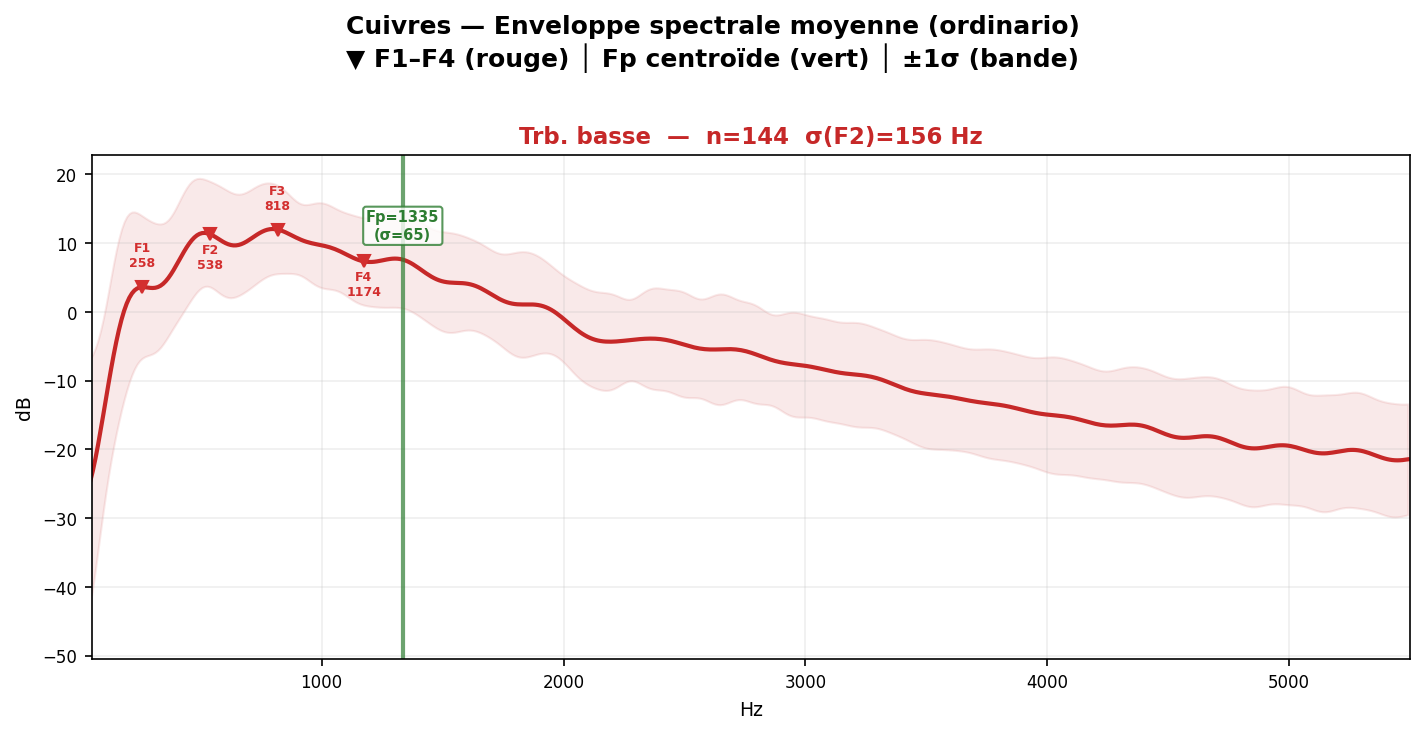 Cuivres — Enveloppe spectrale moyenne (ordinario)
▼ F1–F4 (rouge) │ Fp centroïde (vert) │ ±1σ (bande)
Trb. basse — n=144 σ(F2)=156 Hz
20
10
0
−10
−20
−30
−40
−50
dB
F1
258
F2
538
F3
818
F4
1174
Fp=1335
(σ=65)
1000
2000
3000
4000
5000
Hz